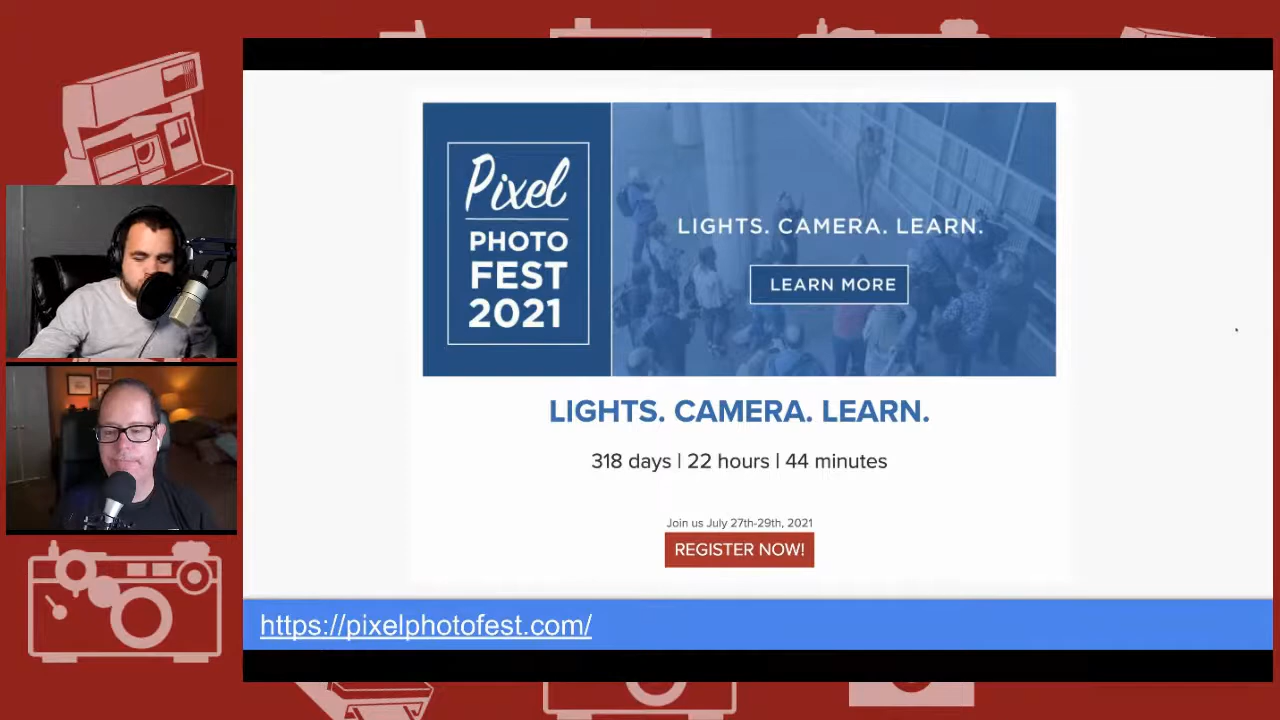 Pixel
PHOTO
FEST
2021
LIGHTS. CAMERA. LEARN.
LEARN MORE
LIGHTS. CAMERA. LEARN.
318 days | 22 hours | 44 minutes
Join us July 27th-29th, 2021
REGISTER NOW!
https://pixelphotofest.com/